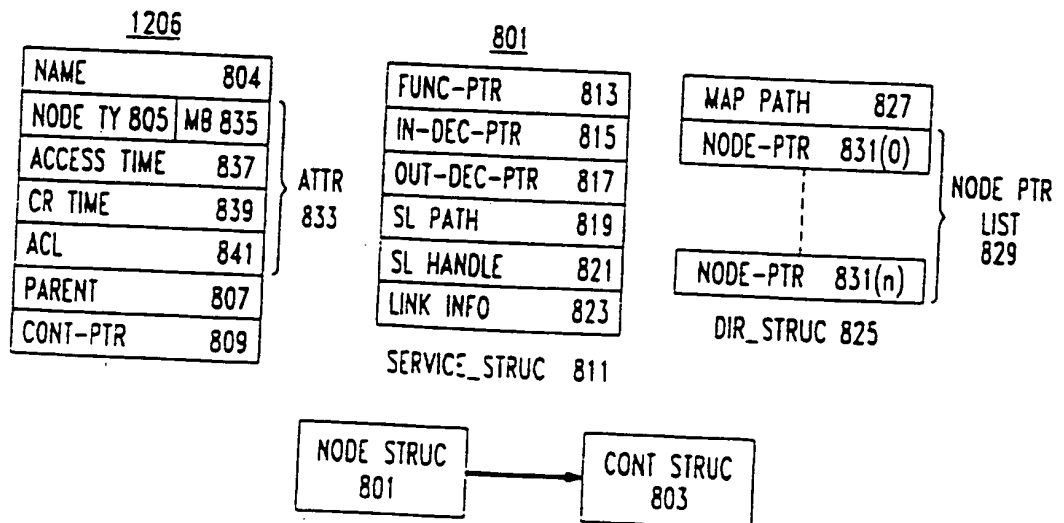 1206
NAME 804
NODE TY 805 MB 835
ACCESS TIME 837
CR TIME 839
ACL 841
PARENT 807
CONT-PTR 809
ATTR
833
801
FUNC-PTR 813
IN-DEC-PTR 815
OUT-DEC-PTR 817
SL PATH 819
SL HANDLE 821
LINK INFO 823
SERVICE_STRUC 811
MAP PATH 827
NODE-PTR 831(0)
NODE-PTR 831(n)
DIR_STRUC 825
NODE PTR
LIST
829
NODE STRUC
801
CONT STRUC
803